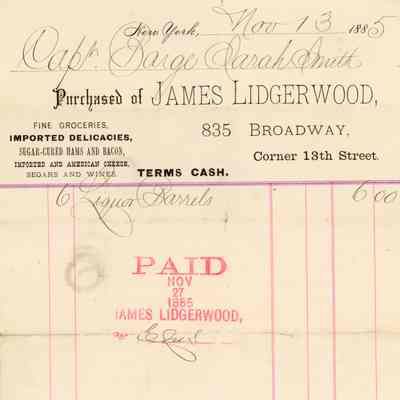 New York, Nov 13 1885
Capt. Barge Sarah Smith
Purchased of JAMES LIDGERWOOD,
FINE GROCERIES,
IMPORTED DELICACIES,
SUGAR-CURED HAMS AND BACON,
IMPORTED AND AMERICAN CHEESE,
SEGARS AND WINES.
835 BROADWAY,
Corner 13th Street.
TERMS CASH.
6 Liquor Barrels 6 00
PAID
NOV
27
1885
JAMES LIDGERWOOD,